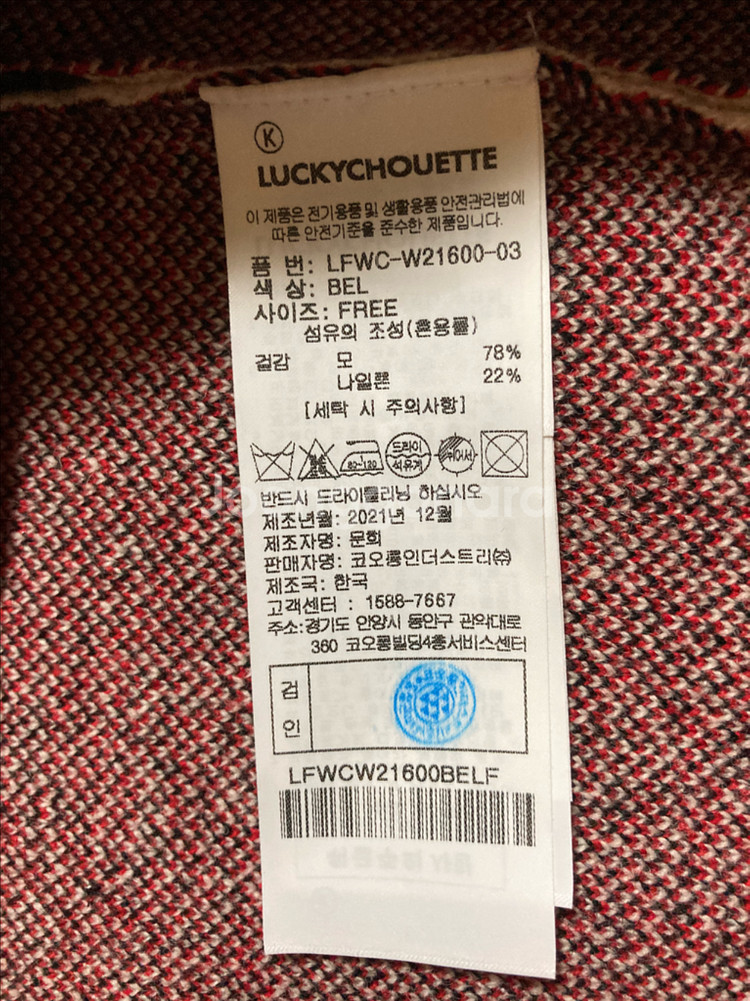 K
LUCKYCHOUETTE
이 제품은 전기용품 및 생활용품 안전관리법에
따른 안전기준을 준수한 제품입니다.
품 번: LFWC-W21600-03
색 상: BEL
사이즈: FREE
섬유의 조성(혼용률)
겉감 모 78%
나일론 22%
[세탁 시 주의사항]
80~120 드라이 석유계 뉘어서
반드시 드라이클리닝 하십시오
제조년월: 2021년 12월
제조자명: 문희
판매자명: 코오롱인더스트리㈜
제조국: 한국
고객센터 : 1588-7667
주소:경기도 안양시 동안구 관악대로
360 코오롱빌딩4층서비스센터
검
인
LFWCW21600BELF